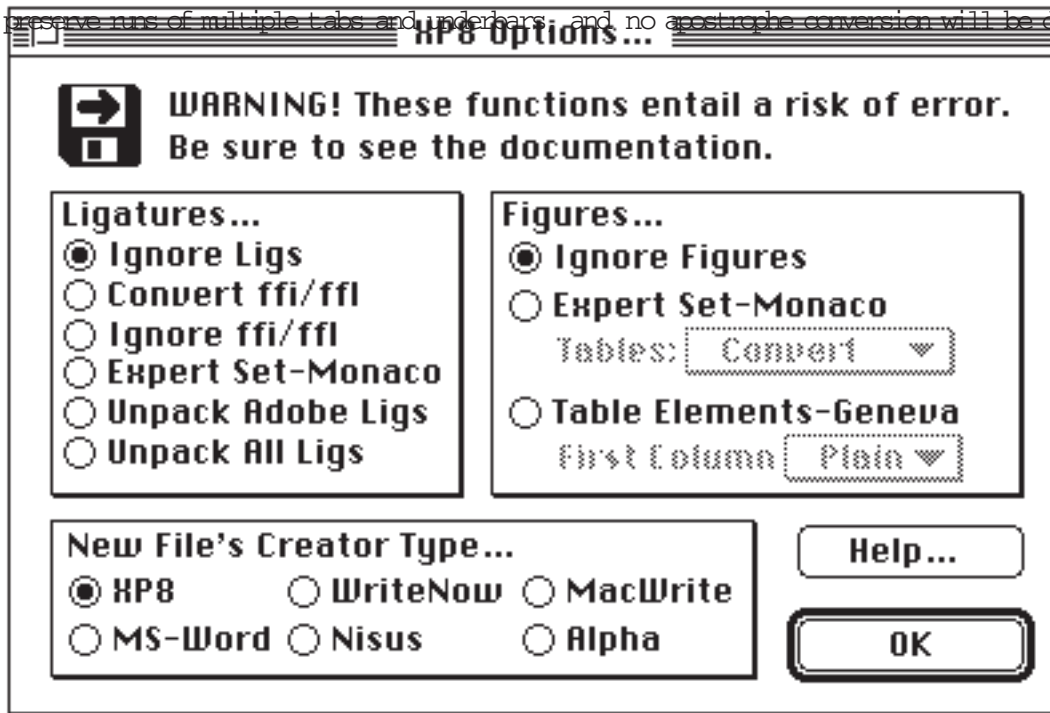 preserve runs of multiple tabs and underbars, and no apostrophe conversion will be
XP8 Options...
WARNING! These functions entail a risk of error.
Be sure to see the documentation.
Ligatures...
Ignore Ligs
Convert ffi/ffl
Ignore ffi/ffl
Expert Set-Monaco
Unpack Adobe Ligs
Unpack All Ligs
Figures...
Ignore Figures
Expert Set-Monaco
Tables: Convert
Table Elements-Geneva
First Column Plain
New File's Creator Type...
XP8 WriteNow MacWrite
MS-Word Nisus Alpha
Help...
OK